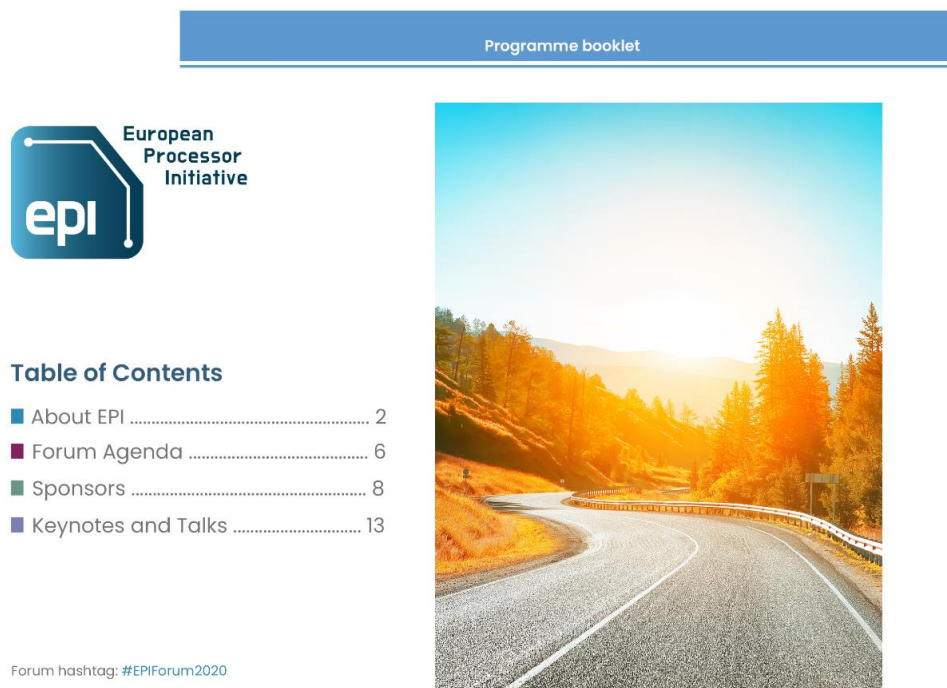 Programme booklet
European
Processor
Initiative
epi
Table of Contents
About EPI ............................................... 2
Forum Agenda ................................... 6
Sponsors .............................................. 8
Keynotes and Talks ......................... 13
Forum hashtag: #EPIForum2020